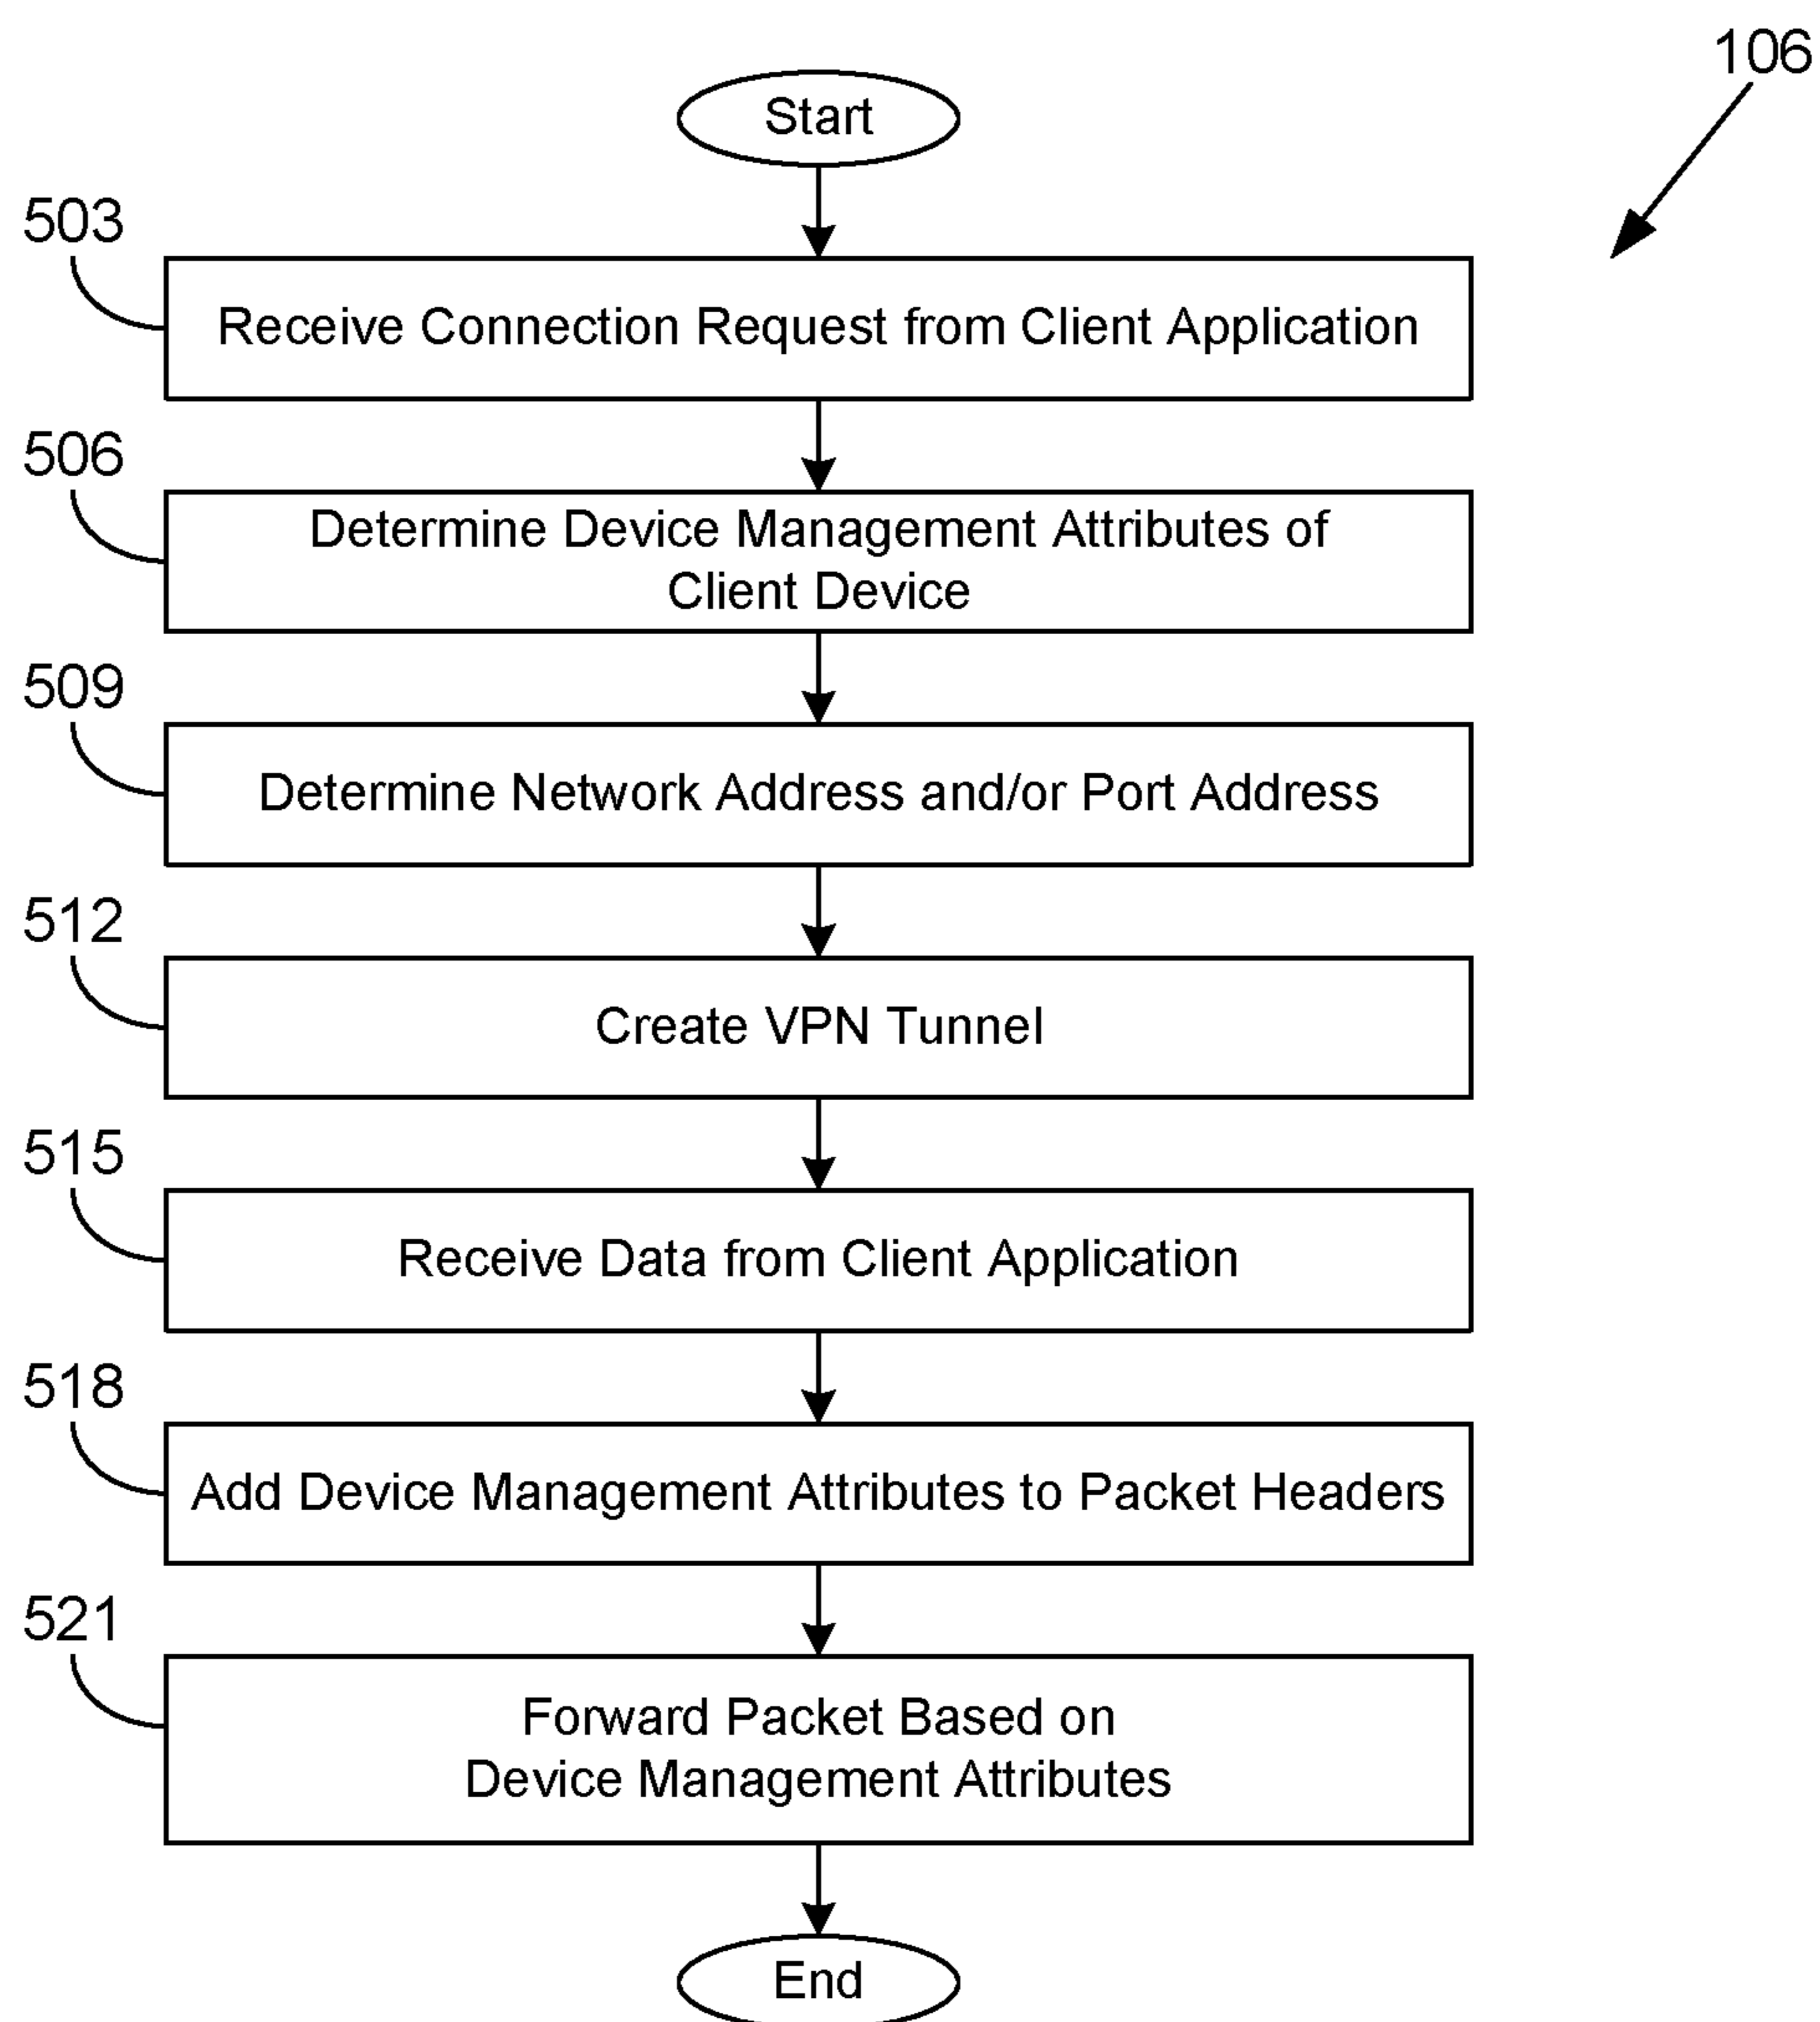 106
Start
503
Receive Connection Request from Client Application
506
Determine Device Management Attributes of
Client Device
509
Determine Network Address and/or Port Address
512
Create VPN Tunnel
515
Receive Data from Client Application
518
Add Device Management Attributes to Packet Headers
521
Forward Packet Based on
Device Management Attributes
End